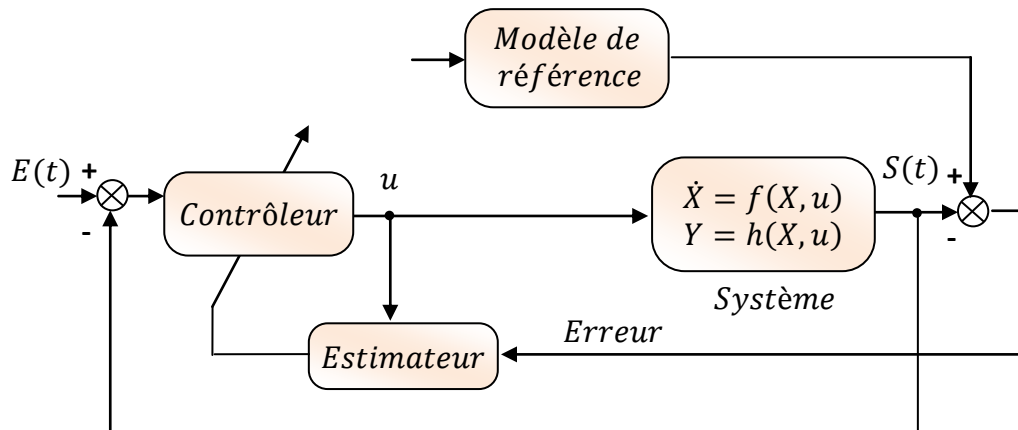 Modèle de
référence
E(t)
+
-
Contrôleur
u
Ẋ = f(X, u)
Y = h(X, u)
Système
S(t)
+
-
Erreur
Estimateur